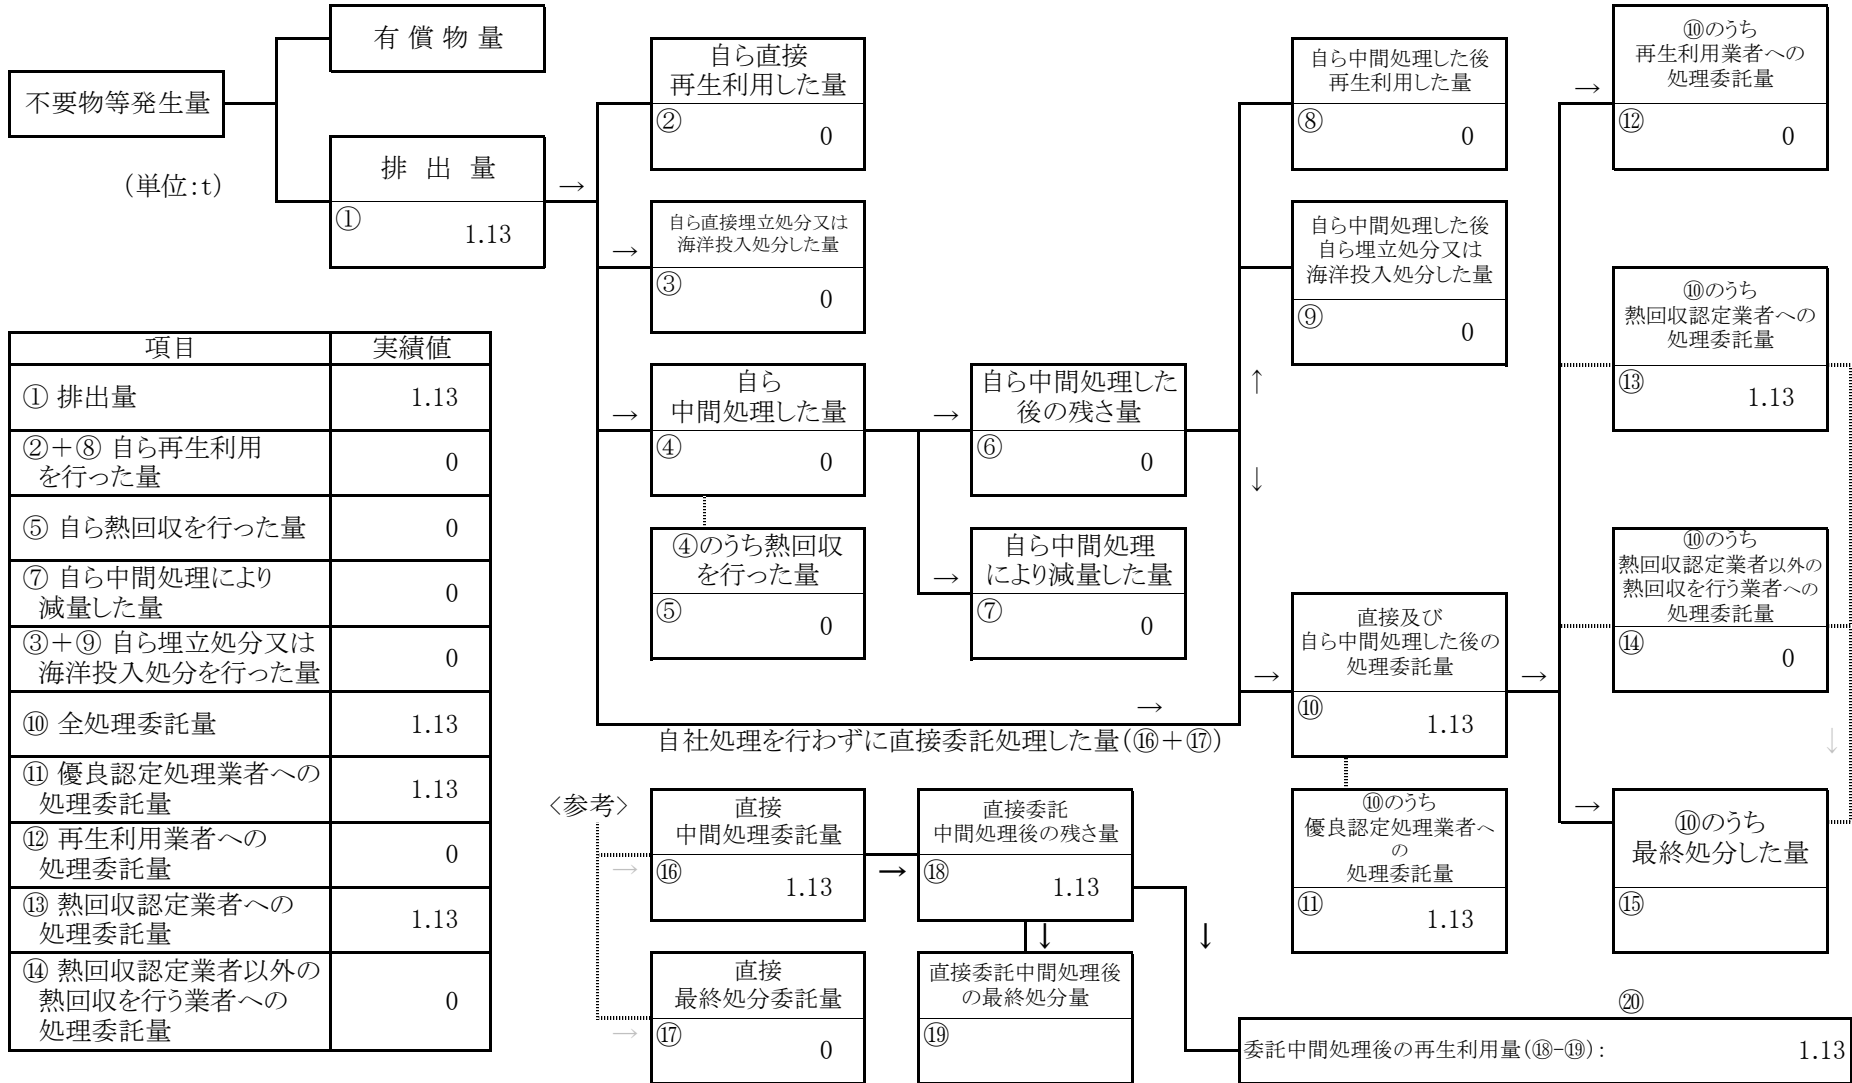 有 償 物 量
不要物等発生量
(単位:t)
排 出 量
→
①
1.13
自ら直接
再生利用した量
②
0
→
自ら直接埋立処分又は
海洋投入処分した量
③
0
→
自ら
中間処理した量
④
0
④のうち熱回収
を行った量
⑤
0
→
自ら中間処理した
後の残さ量
⑥
0
→
自ら中間処理
により減量した量
⑦
0
↑
↓
自ら中間処理した後
再生利用した量
⑧
0
自ら中間処理した後
自ら埋立処分又は
海洋投入処分した量
⑨
0
→
自社処理を行わずに直接委託処理した量(⑯+⑰)
→
直接及び
自ら中間処理した後の
処理委託量
⑩
1.13
⑩のうち
優良認定処理業者へ
の
処理委託量
⑪
1.13
→
→
⑩のうち
再生利用業者への
処理委託量
⑫
0
⑩のうち
熱回収認定業者への
処理委託量
⑬
1.13
⑩のうち
熱回収認定業者以外の
熱回収を行う業者への
処理委託量
⑭
0
↓
→
⑩のうち
最終処分した量
⑮
項目 実績値
① 排出量 1.13
②+⑧ 自ら再生利用
を行った量 0
⑤ 自ら熱回収を行った量 0
⑦ 自ら中間処理により
減量した量 0
③+⑨ 自ら埋立処分又は
海洋投入処分を行った量 0
⑩ 全処理委託量 1.13
⑪ 優良認定処理業者への
処理委託量 1.13
⑫ 再生利用業者への
処理委託量 0
⑬ 熱回収認定業者への
処理委託量 1.13
⑭ 熱回収認定業者以外の
熱回収を行う業者への
処理委託量 0
<参考>
→
直接
中間処理委託量
⑯
1.13
→
直接委託
中間処理後の残さ量
⑱
1.13
↓
↓
→
直接
最終処分委託量
⑰
0
直接委託中間処理後
の最終処分量
⑲
⑳
委託中間処理後の再生利用量(⑱-⑲): 1.13